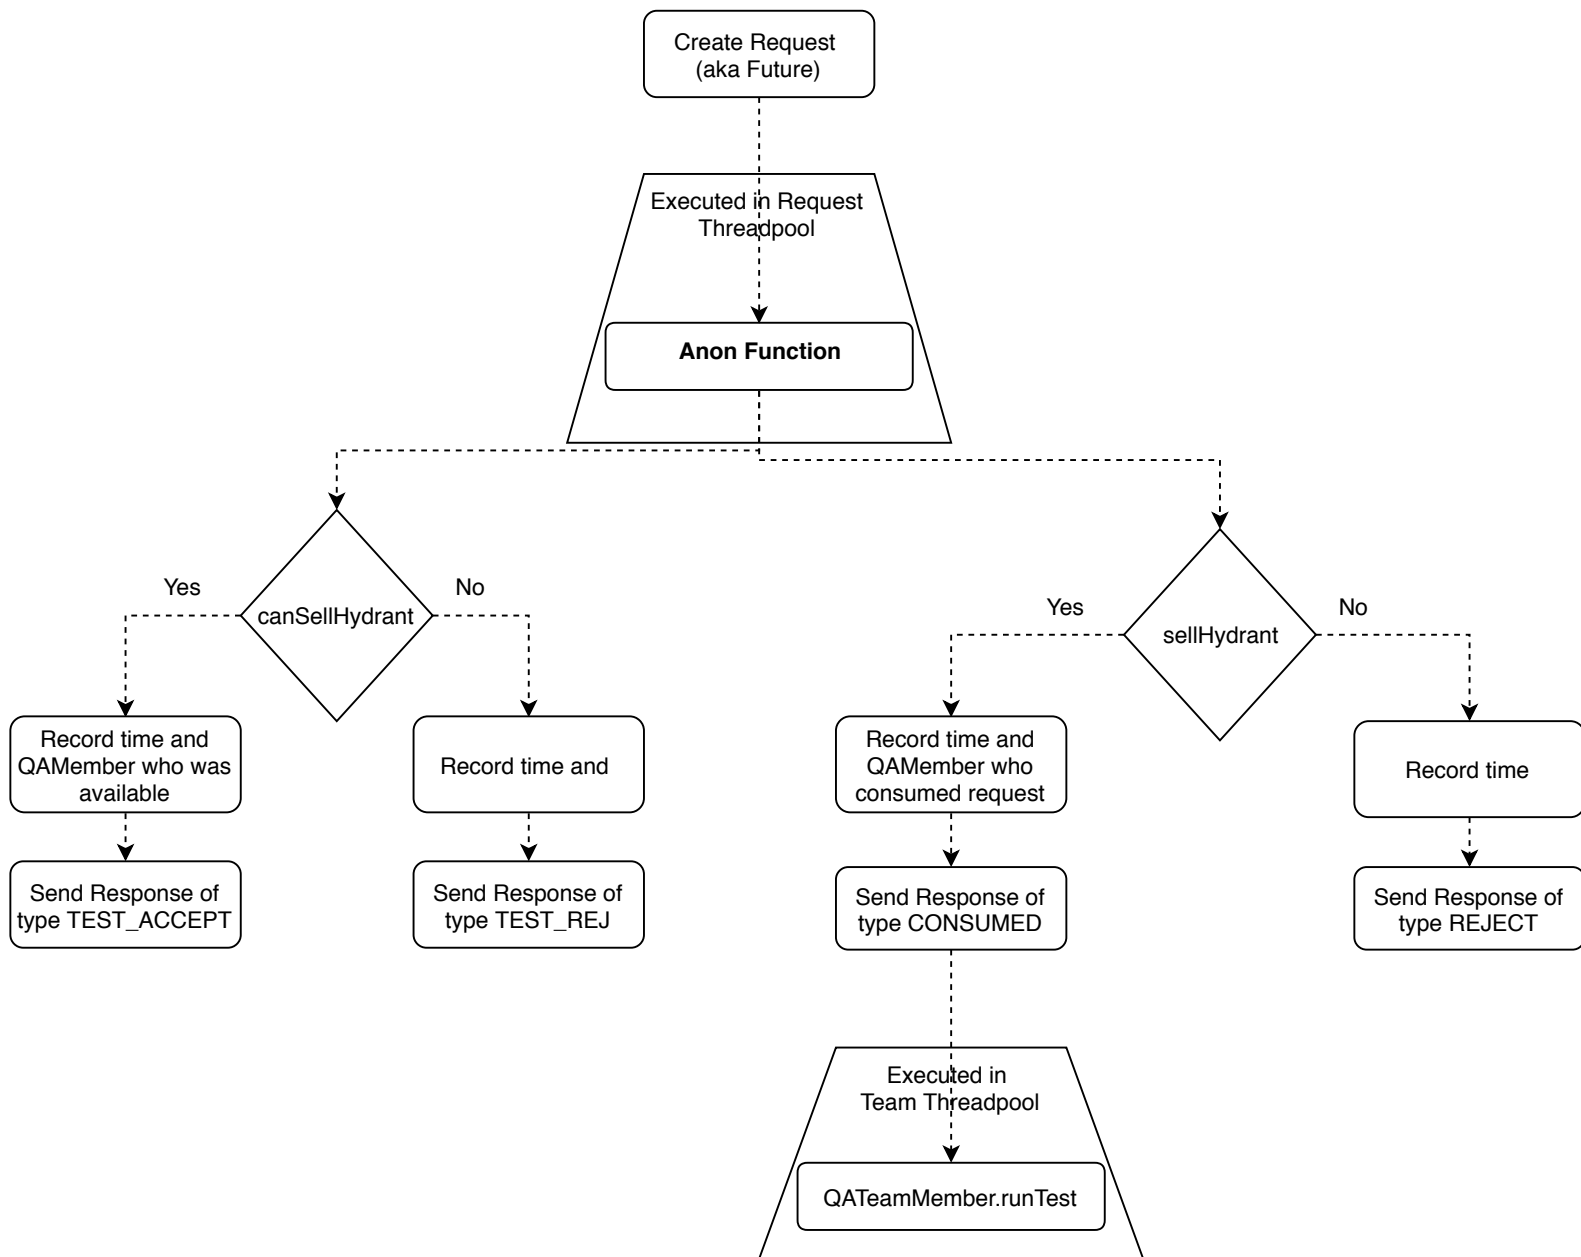 Create Request
(aka Future)
Executed in Request
Threadpool
Anon Function
Yes
canSellHydrant
No
Yes
sellHydrant
No
Record time and
QAMember who was
available
Record time and
Record time and
QAMember who
consumed request
Record time
Send Response of
type TEST_ACCEPT
Send Response of
type TEST_REJ
Send Response of
type CONSUMED
Send Response of
type REJECT
Executed in
Team Threadpool
QATeamMember.runTest